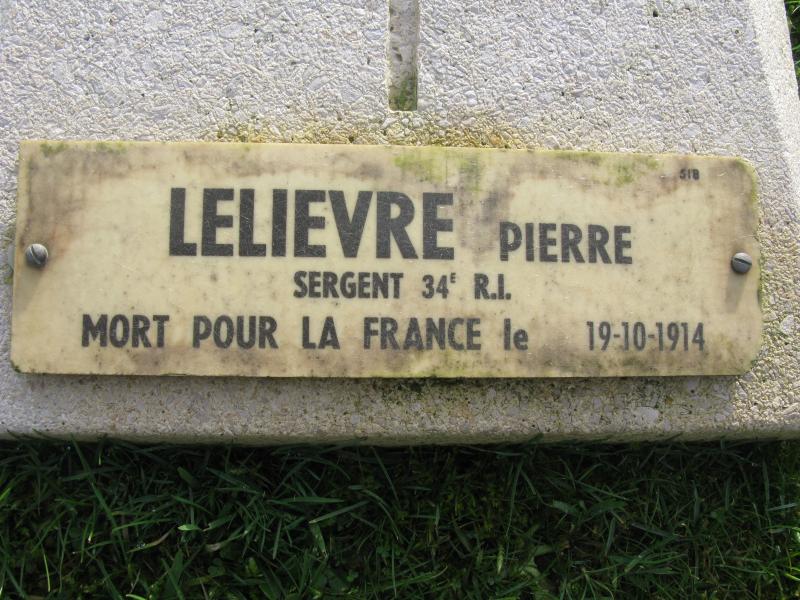 518
LELIEVRE PIERRE
SERGENT 34E R.I.
MORT POUR LA FRANCE le 19-10-1914